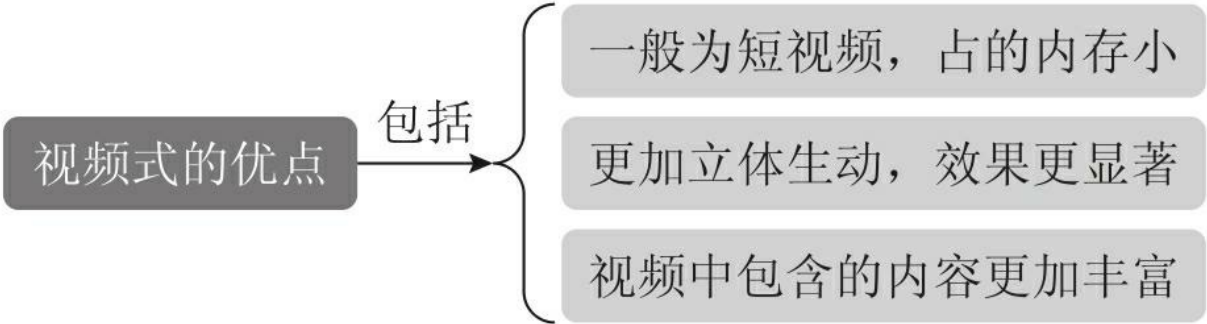 视频式的优点
包括
一般为短视频，占的内存小
更加立体生动，效果更显著
视频中包含的内容更加丰富